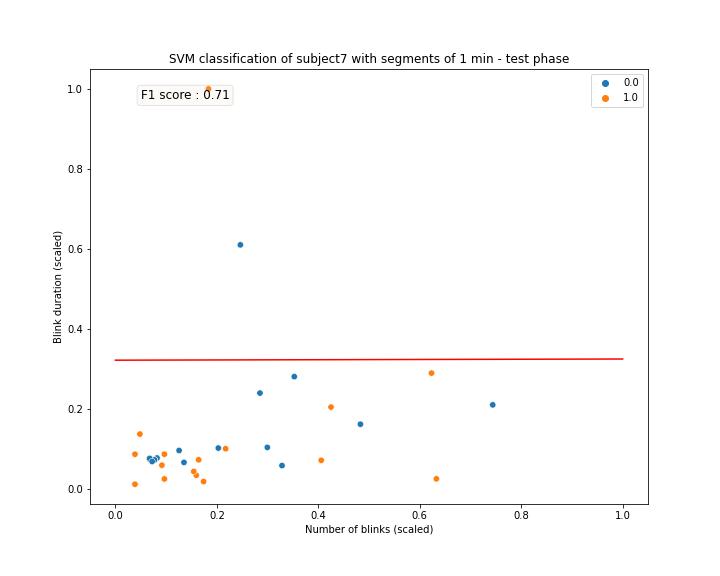 SVM classification of subject7 with segments of 1 min - test phase
F1 score : 0.71
0.0
1.0
1.0
0.8
0.6
0.4
0.2
0.0
Blink duration (scaled)
0.0 0.2 0.4 0.6 0.8 1.0
Number of blinks (scaled)